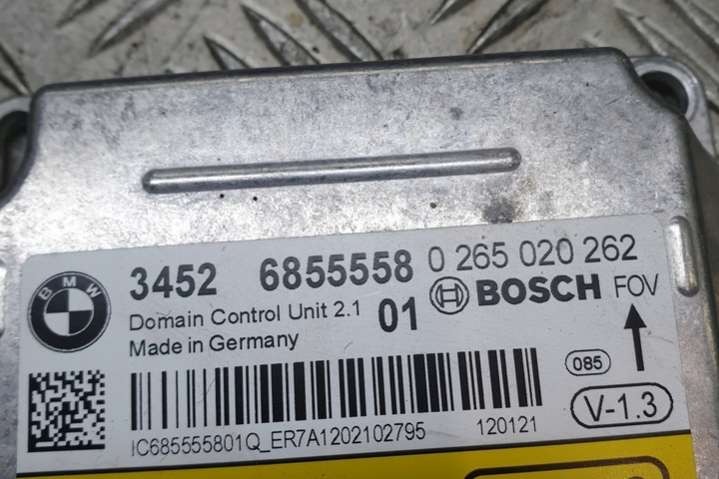 BMW
3452 6855558 0 265 020 262
Domain Control Unit 2.1 01 BOSCH FOV
Made in Germany
085
V-1.3
IC685555801Q_ER7A1202102795 120121